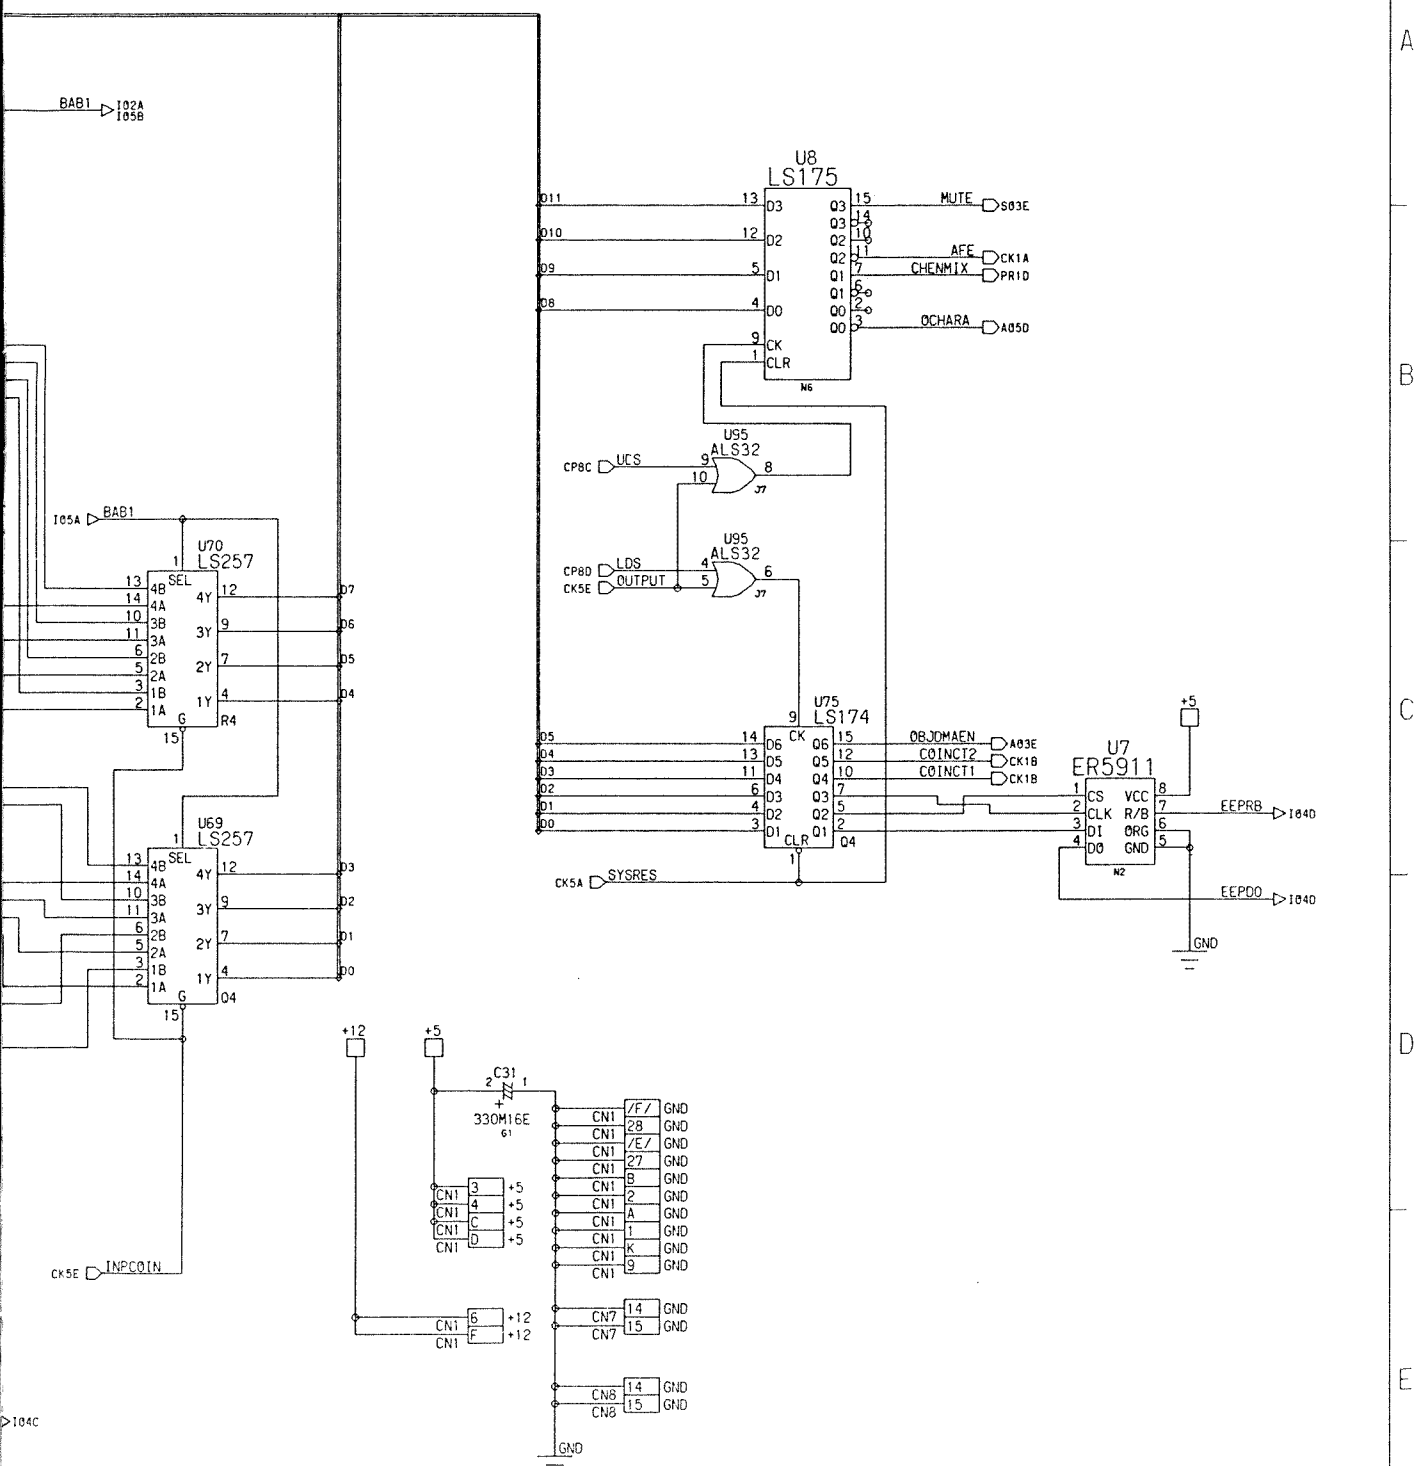 A
BAB1 I02A
I05B
U8
LS175
D11 13 D3 Q3 15 MUTE S03E
Q3 14
D10 12 D2 Q2 10
Q2 11 AFE CK1A
D9 5 D1 Q1 7 CHENMIX PR1D
Q1 6
D8 4 D0 Q0 2
Q0 3 OCHARA A05D
9 CK
1 CLR
N6
B
U95
ALS32
CP8C UDS 9
10 8
J7
I05A BAB1
U95
ALS32
CP8D LDS 4
CK5E OUTPUT 5 6
J7
U70
LS257
1 SEL
13 4B 4Y 12 D7
14 4A
10 3B 3Y 9 D6
11 3A
6 2B 2Y 7 D5
5 2A
3 1B 1Y 4 D4
2 1A G R4
15
C
U75
LS174
9 CK
D5 14 D6 Q6 15 OBJDMAEN A03E
D4 13 D5 Q5 12 COINCT2 CK1B
D3 11 D4 Q4 10 COINCT1 CK1B
D2 6 D3 Q3 7
D1 4 D2 Q2 5
D0 3 D1 Q1 2
CLR Q4
1
+5
U7
ER5911
1 CS VCC 8
2 CLK R/B 7 EEPRB I04D
3 DI ORG 6
4 DO GND 5
N2
EEPDO I04D
GND
CK5A SYSRES
U69
LS257
1 SEL
13 4B 4Y 12 D3
14 4A
10 3B 3Y 9 D2
11 3A
6 2B 2Y 7 D1
5 2A
3 1B 1Y 4 D0
2 1A G Q4
15
D
+12 +5
C31
2 1
+
330M16E
G1
CN1 /F/ GND
CN1 28 GND
CN1 /E/ GND
CN1 27 GND
CN1 B GND
CN1 2 GND
CN1 A GND
CN1 1 GND
CN1 K GND
CN1 9 GND
CN1 3 +5
CN1 4 +5
CN1 C +5
CN1 D +5
CK5E INPCOIN
CN1 6 +12
CN1 F +12
CN7 14 GND
CN7 15 GND
CN8 14 GND
CN8 15 GND
E
I04C
GND